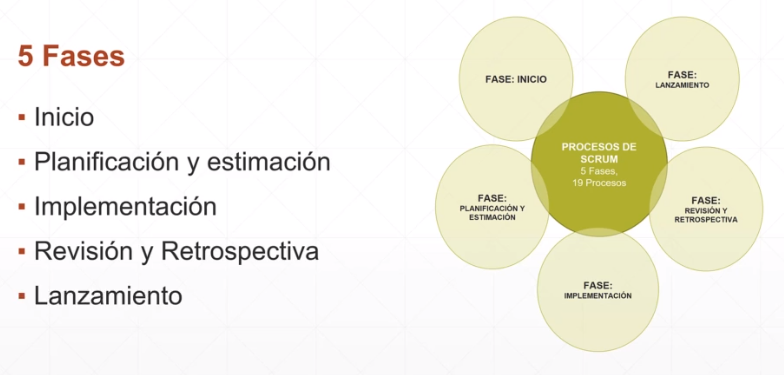 5 Fases
▪ Inicio
▪ Planificación y estimación
▪ Implementación
▪ Revisión y Retrospectiva
▪ Lanzamiento
FASE: INICIO
FASE:
LANZAMIENTO
PROCESOS DE
SCRUM
5 Fases,
19 Procesos
FASE:
PLANIFICACIÓN Y
ESTIMACIÓN
FASE:
REVISIÓN Y
RETROSPECTIVA
FASE:
IMPLEMENTACIÓN